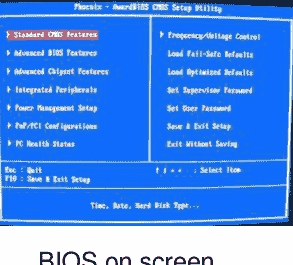 Phoenix - AwardBIOS CMOS Setup Utility
Standard CMOS Features
Advanced BIOS Features
Advanced Chipset Features
Integrated Peripherals
Power Management Setup
PnP/PCI Configurations
PC Health Status
Frequency/Voltage Control
Load Fail-Safe Defaults
Load Optimized Defaults
Set Supervisor Password
Set User Password
Save & Exit Setup
Exit Without Saving
Esc : Quit
F10 : Save & Exit Setup
: Select Item
Time, Date, Hard Disk Type...
BIOS on screen